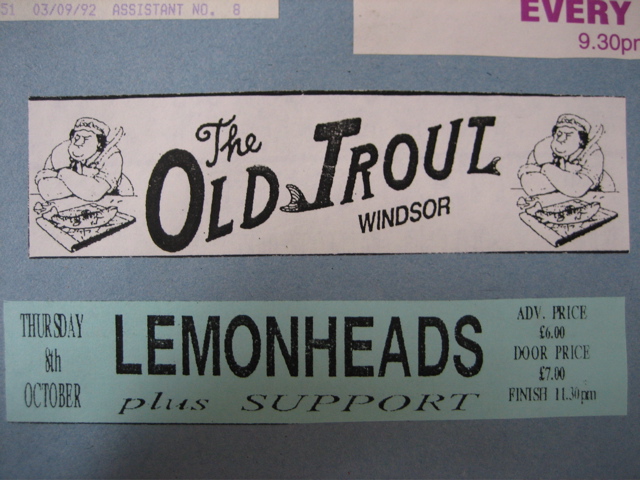 51 03/09/92 ASSISTANT NO. 8
EVERY
9.30pm
The
OLD TROUT
WINDSOR
THURSDAY
8th
OCTOBER
LEMONHEADS
plus SUPPORT
ADV. PRICE
£6.00
DOOR PRICE
£7.00
FINISH 11.30pm